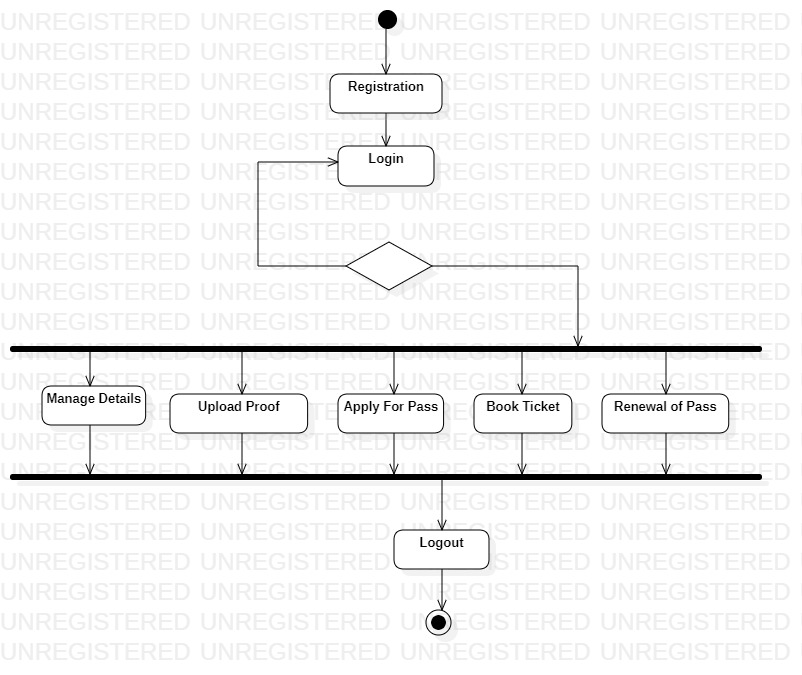 UNREGISTERED UNREGISTERED UNREGISTERED UNREGISTERED
Registration
Login
Manage Details
Upload Proof
Apply For Pass
Book Ticket
Renewal of Pass
Logout